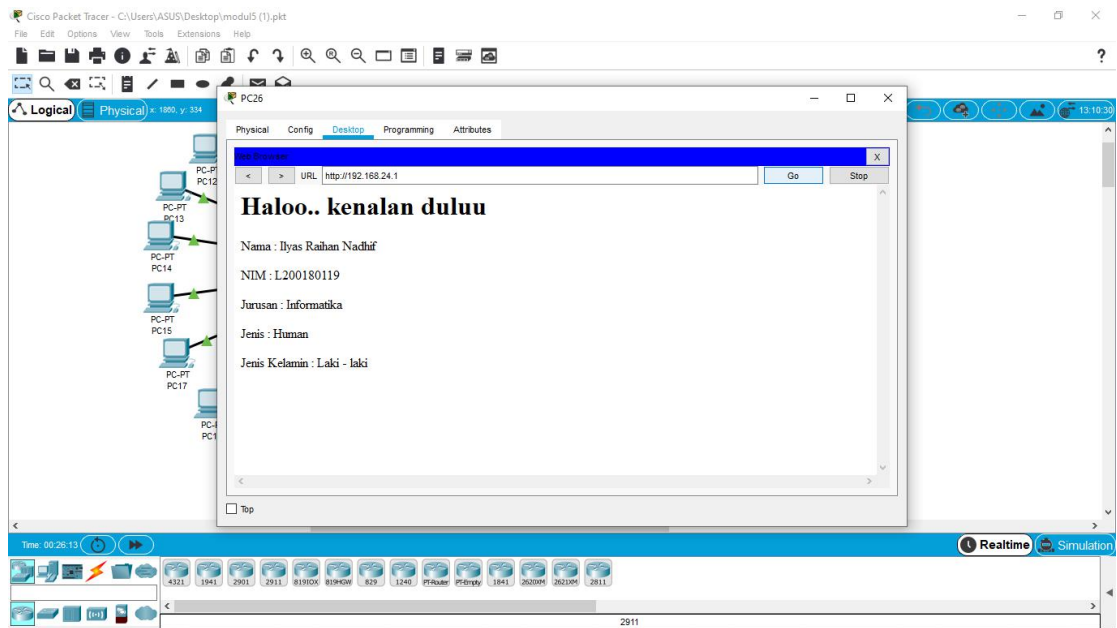 Cisco Packet Tracer - C:\Users\ASUS\Desktop\modul5 (1).pkt
File Edit Options View Tools Extensions Help
Logical Physical x: 1860, y: 334 13:10:30
PC26
Physical Config Desktop Programming Attributes
Web Browser X
< > URL http://192.168.24.1 Go Stop
Haloo.. kenalan duluu
Nama : Ilyas Raihan Nadhif
NIM : L200180119
Jurusan : Informatika
Jenis : Human
Jenis Kelamin : Laki - laki
Top
PC12
PC-PT
PC13
PC-PT
PC14
PC-PT
PC15
PC-PT
PC17
Time: 00:26:13 Realtime Simulation
4321 1941 2901 2911 819IOX 819HGW 829 1240 PT-Router PT-Empty 1841 2620XM 2621XM 2811
2911